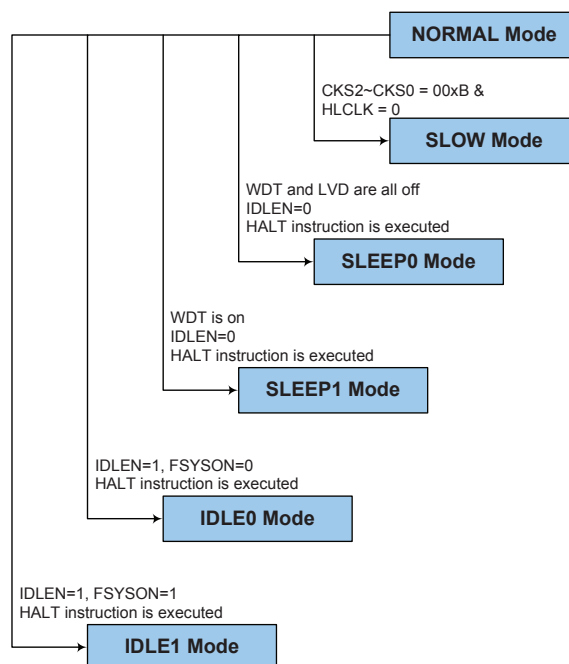 NORMAL Mode
CKS2~CKS0 = 00xB &
HLCLK = 0
SLOW Mode
WDT and LVD are all off
IDLEN=0
HALT instruction is executed
SLEEP0 Mode
WDT is on
IDLEN=0
HALT instruction is executed
SLEEP1 Mode
IDLEN=1, FSYSON=0
HALT instruction is executed
IDLE0 Mode
IDLEN=1, FSYSON=1
HALT instruction is executed
IDLE1 Mode